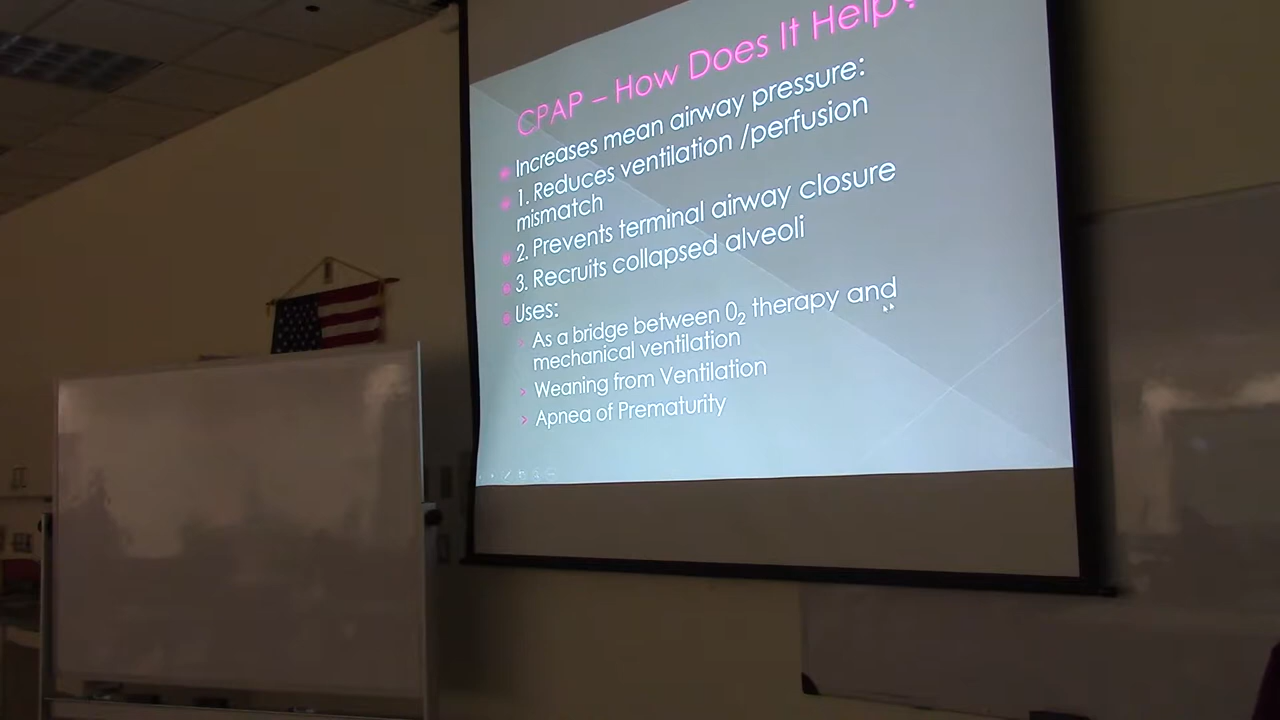 CPAP – How Does It Help?
Increases mean airway pressure:
1. Reduces ventilation /perfusion
mismatch
2. Prevents terminal airway closure
3. Recruits collapsed alveoli
Uses:
As a bridge between 0₂ therapy and
mechanical ventilation
Weaning from Ventilation
Apnea of Prematurity